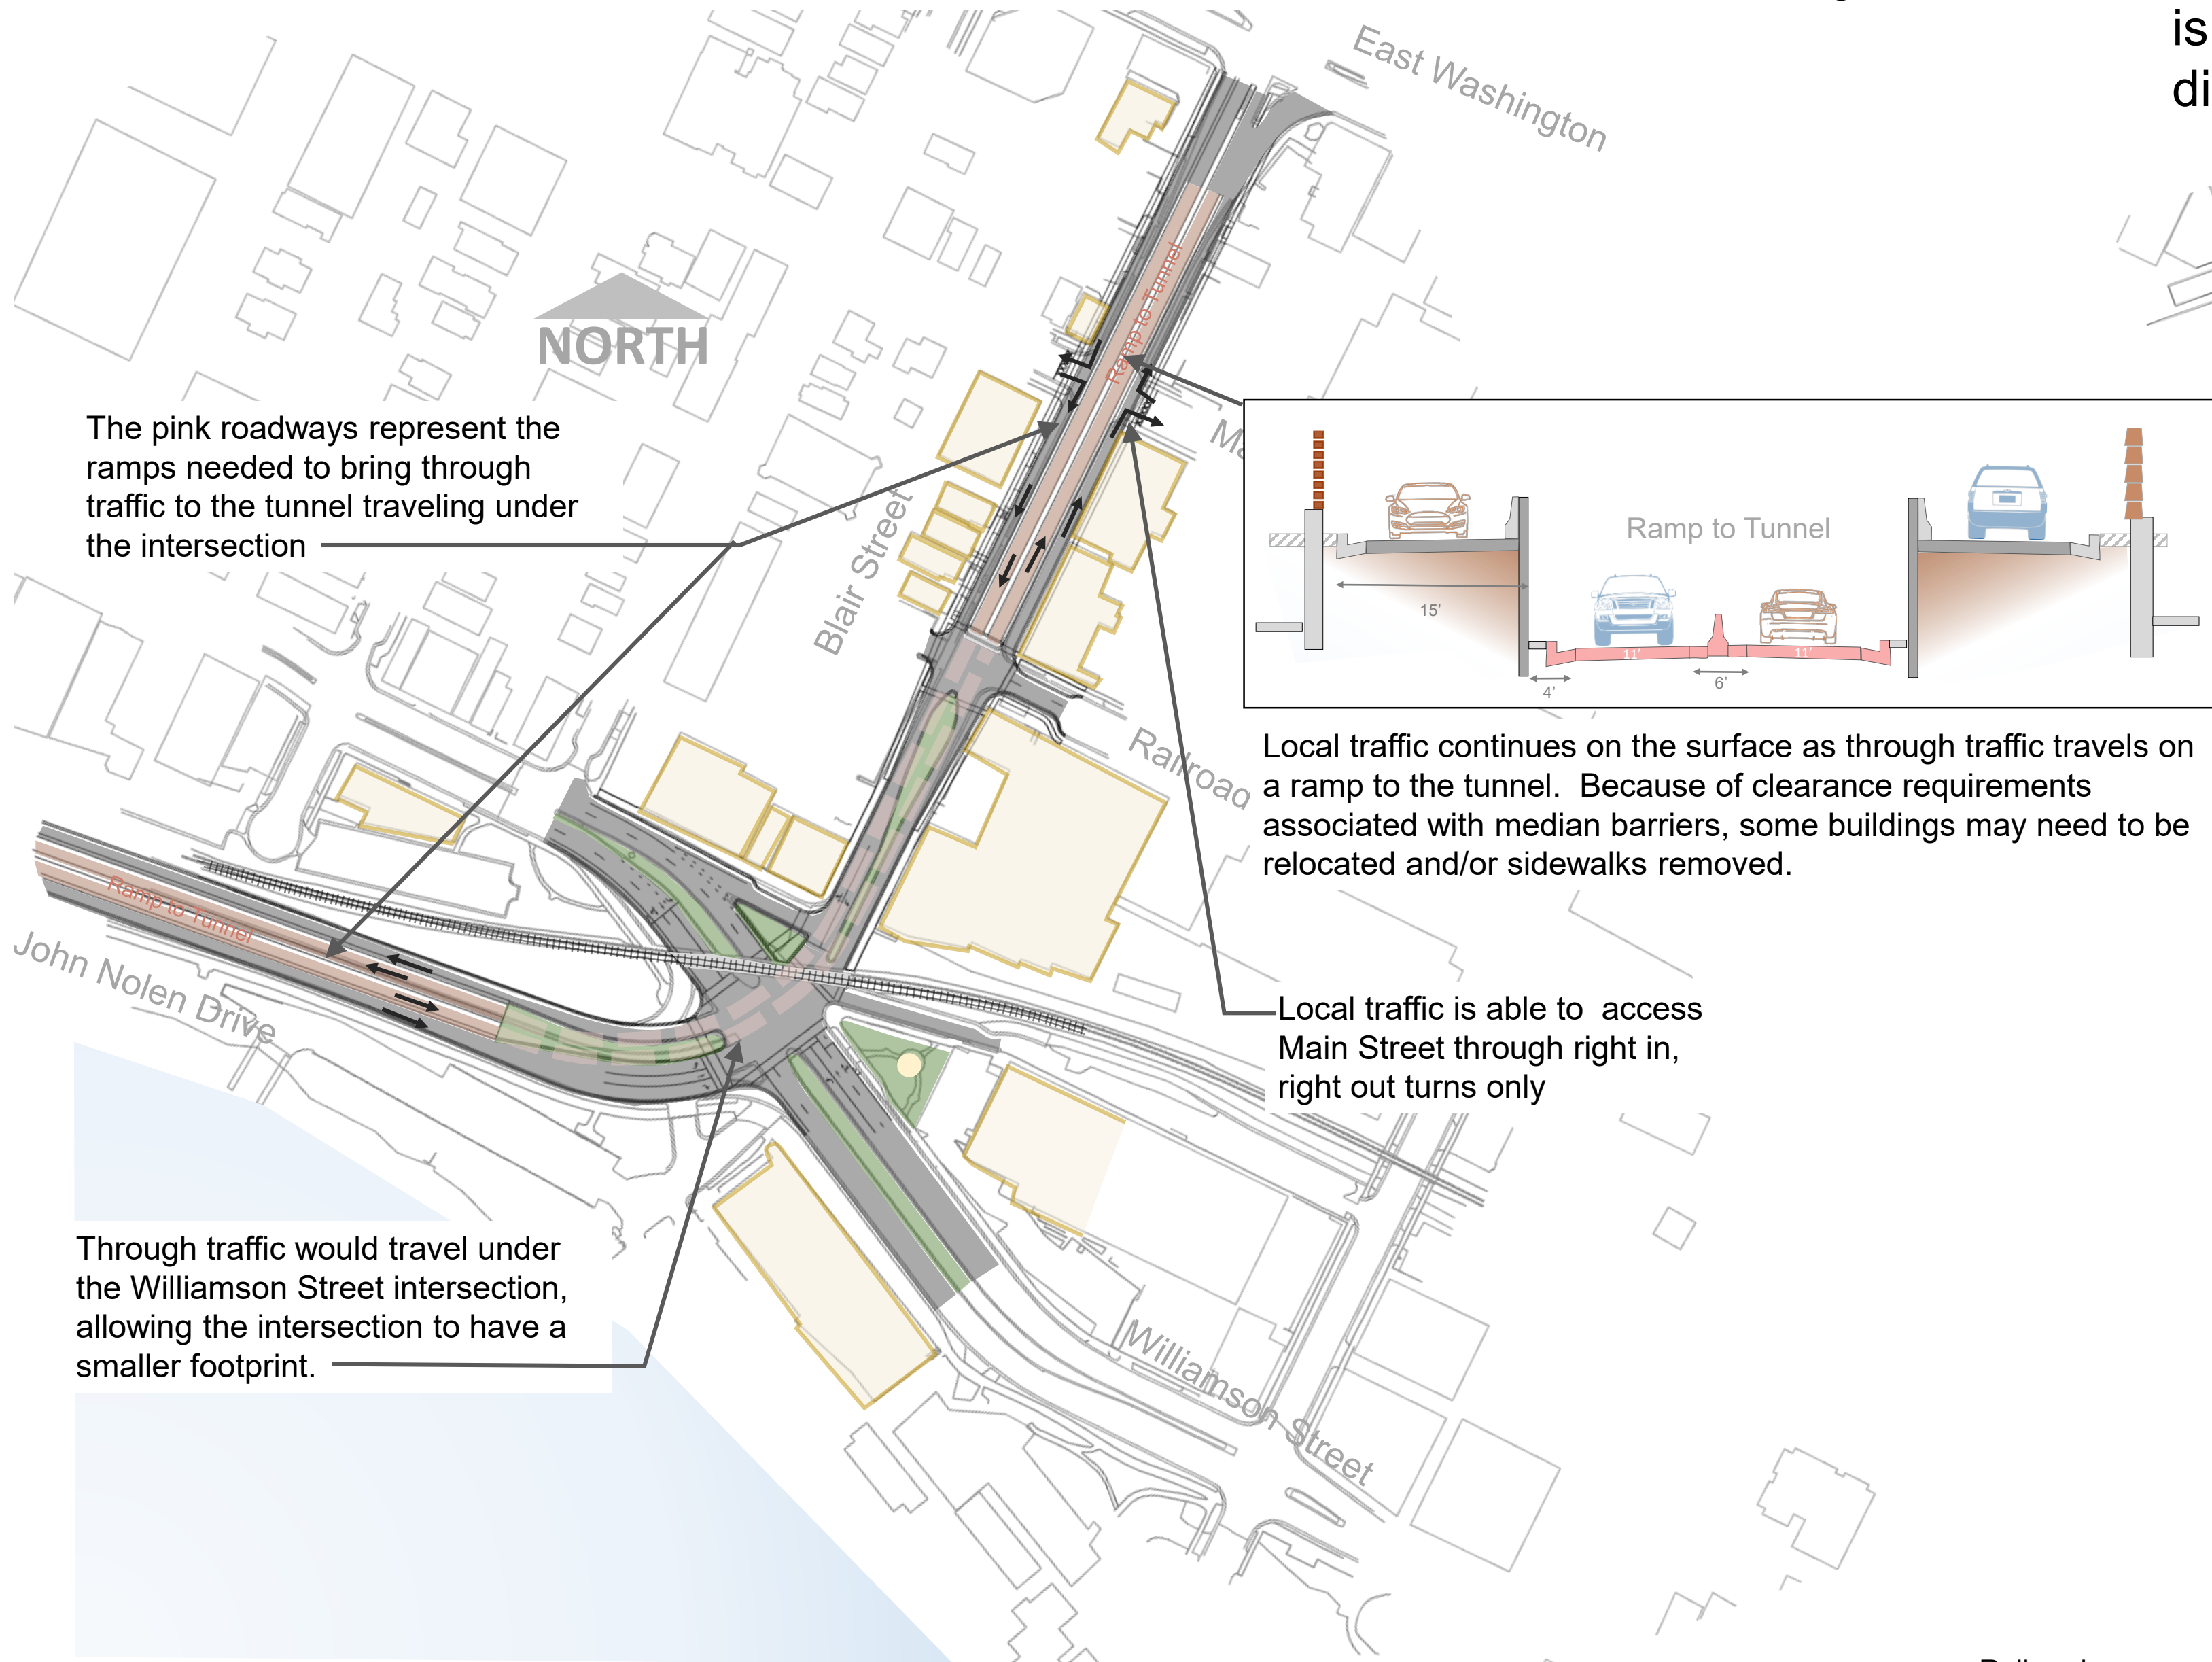 is
di
East Washington
NORTH
Ramp to Tunnel
The pink roadways represent the
ramps needed to bring through
traffic to the tunnel traveling under
the intersection
Blair Street
Ma
Ramp to Tunnel
15'
11'
11'
4'
6'
Railroad
Local traffic continues on the surface as through traffic travels on
a ramp to the tunnel.  Because of clearance requirements
associated with median barriers, some buildings may need to be
relocated and/or sidewalks removed.
Ramp to Tunnel
John Nolen Drive
Local traffic is able to  access
Main Street through right in,
right out turns only
Through traffic would travel under
the Williamson Street intersection,
allowing the intersection to have a
smaller footprint.
Williamson Street